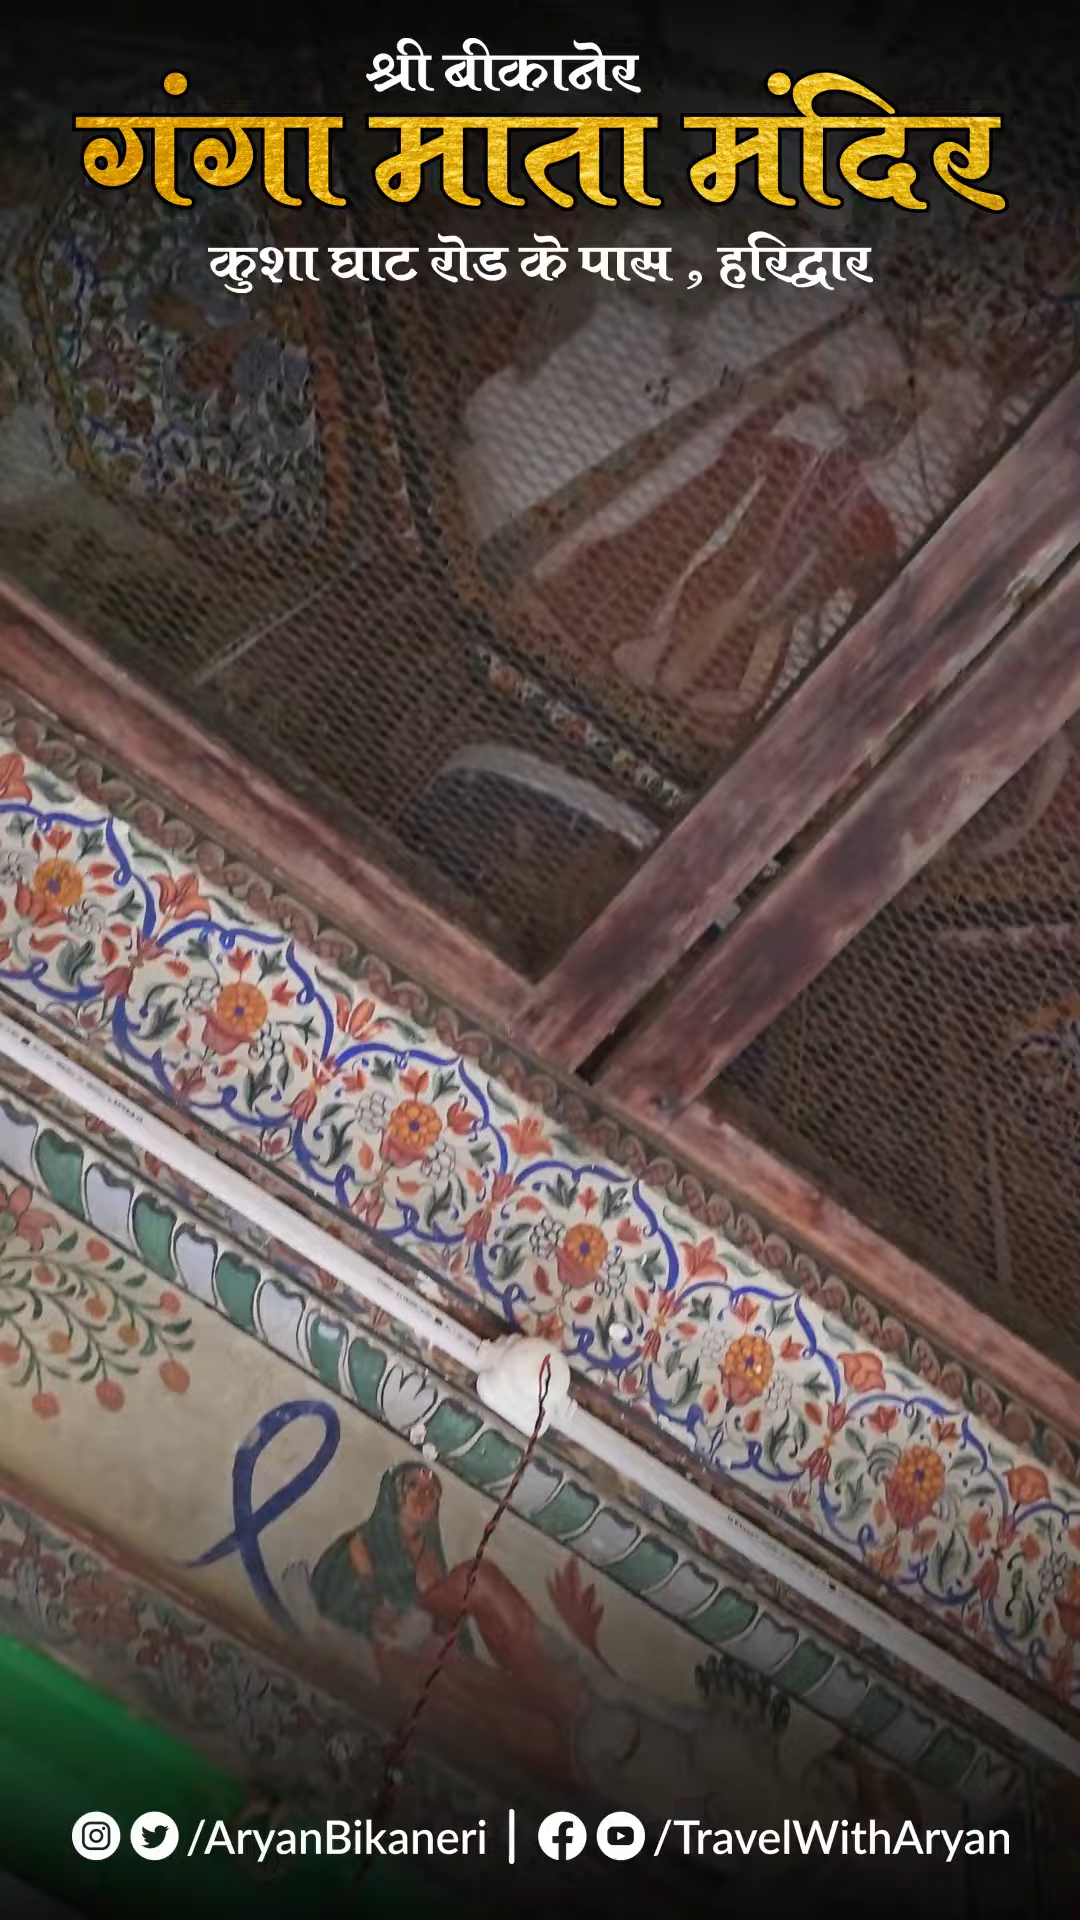 श्री बीकानेर
गंगा माता मंदिर
कुशा घाट रोड के पास , हरिद्वार
/AryanBikaneri | /TravelWithAryan